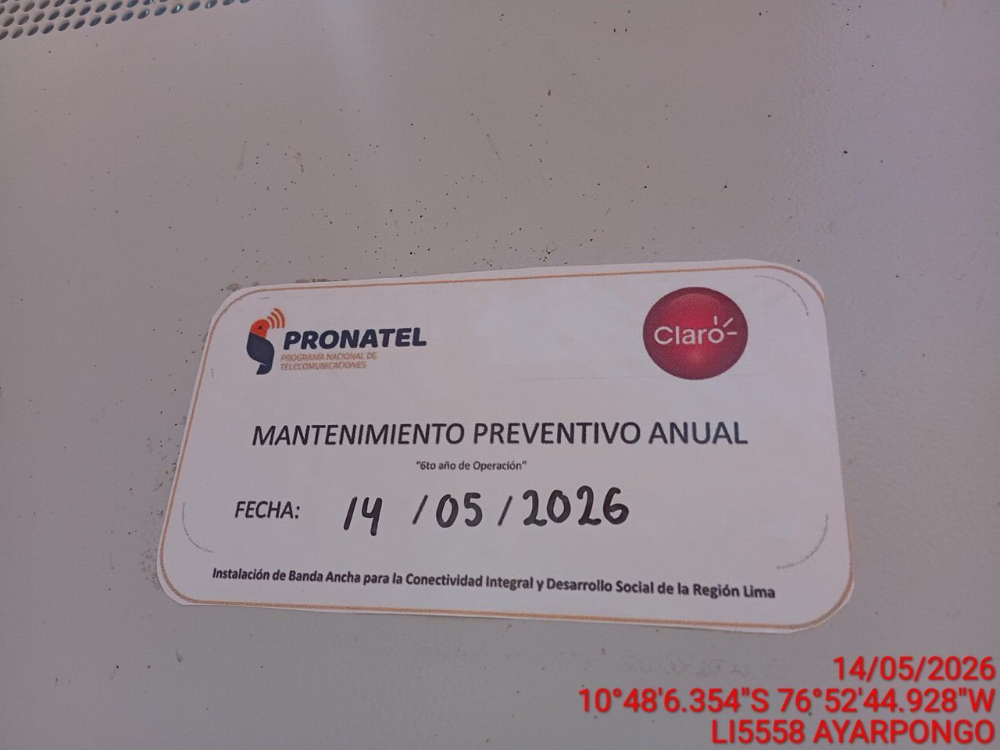 PRONATEL
PROGRAMA NACIONAL DE
TELECOMUNICACIONES
Claro
MANTENIMIENTO PREVENTIVO ANUAL
"6to año de Operación"
FECHA: 14 / 05 / 2026
Instalación de Banda Ancha para la Conectividad Integral y Desarrollo Social de la Región Lima
14/05/2026
10°48'6.354"S 76°52'44.928"W
LI5558 AYARPONGO